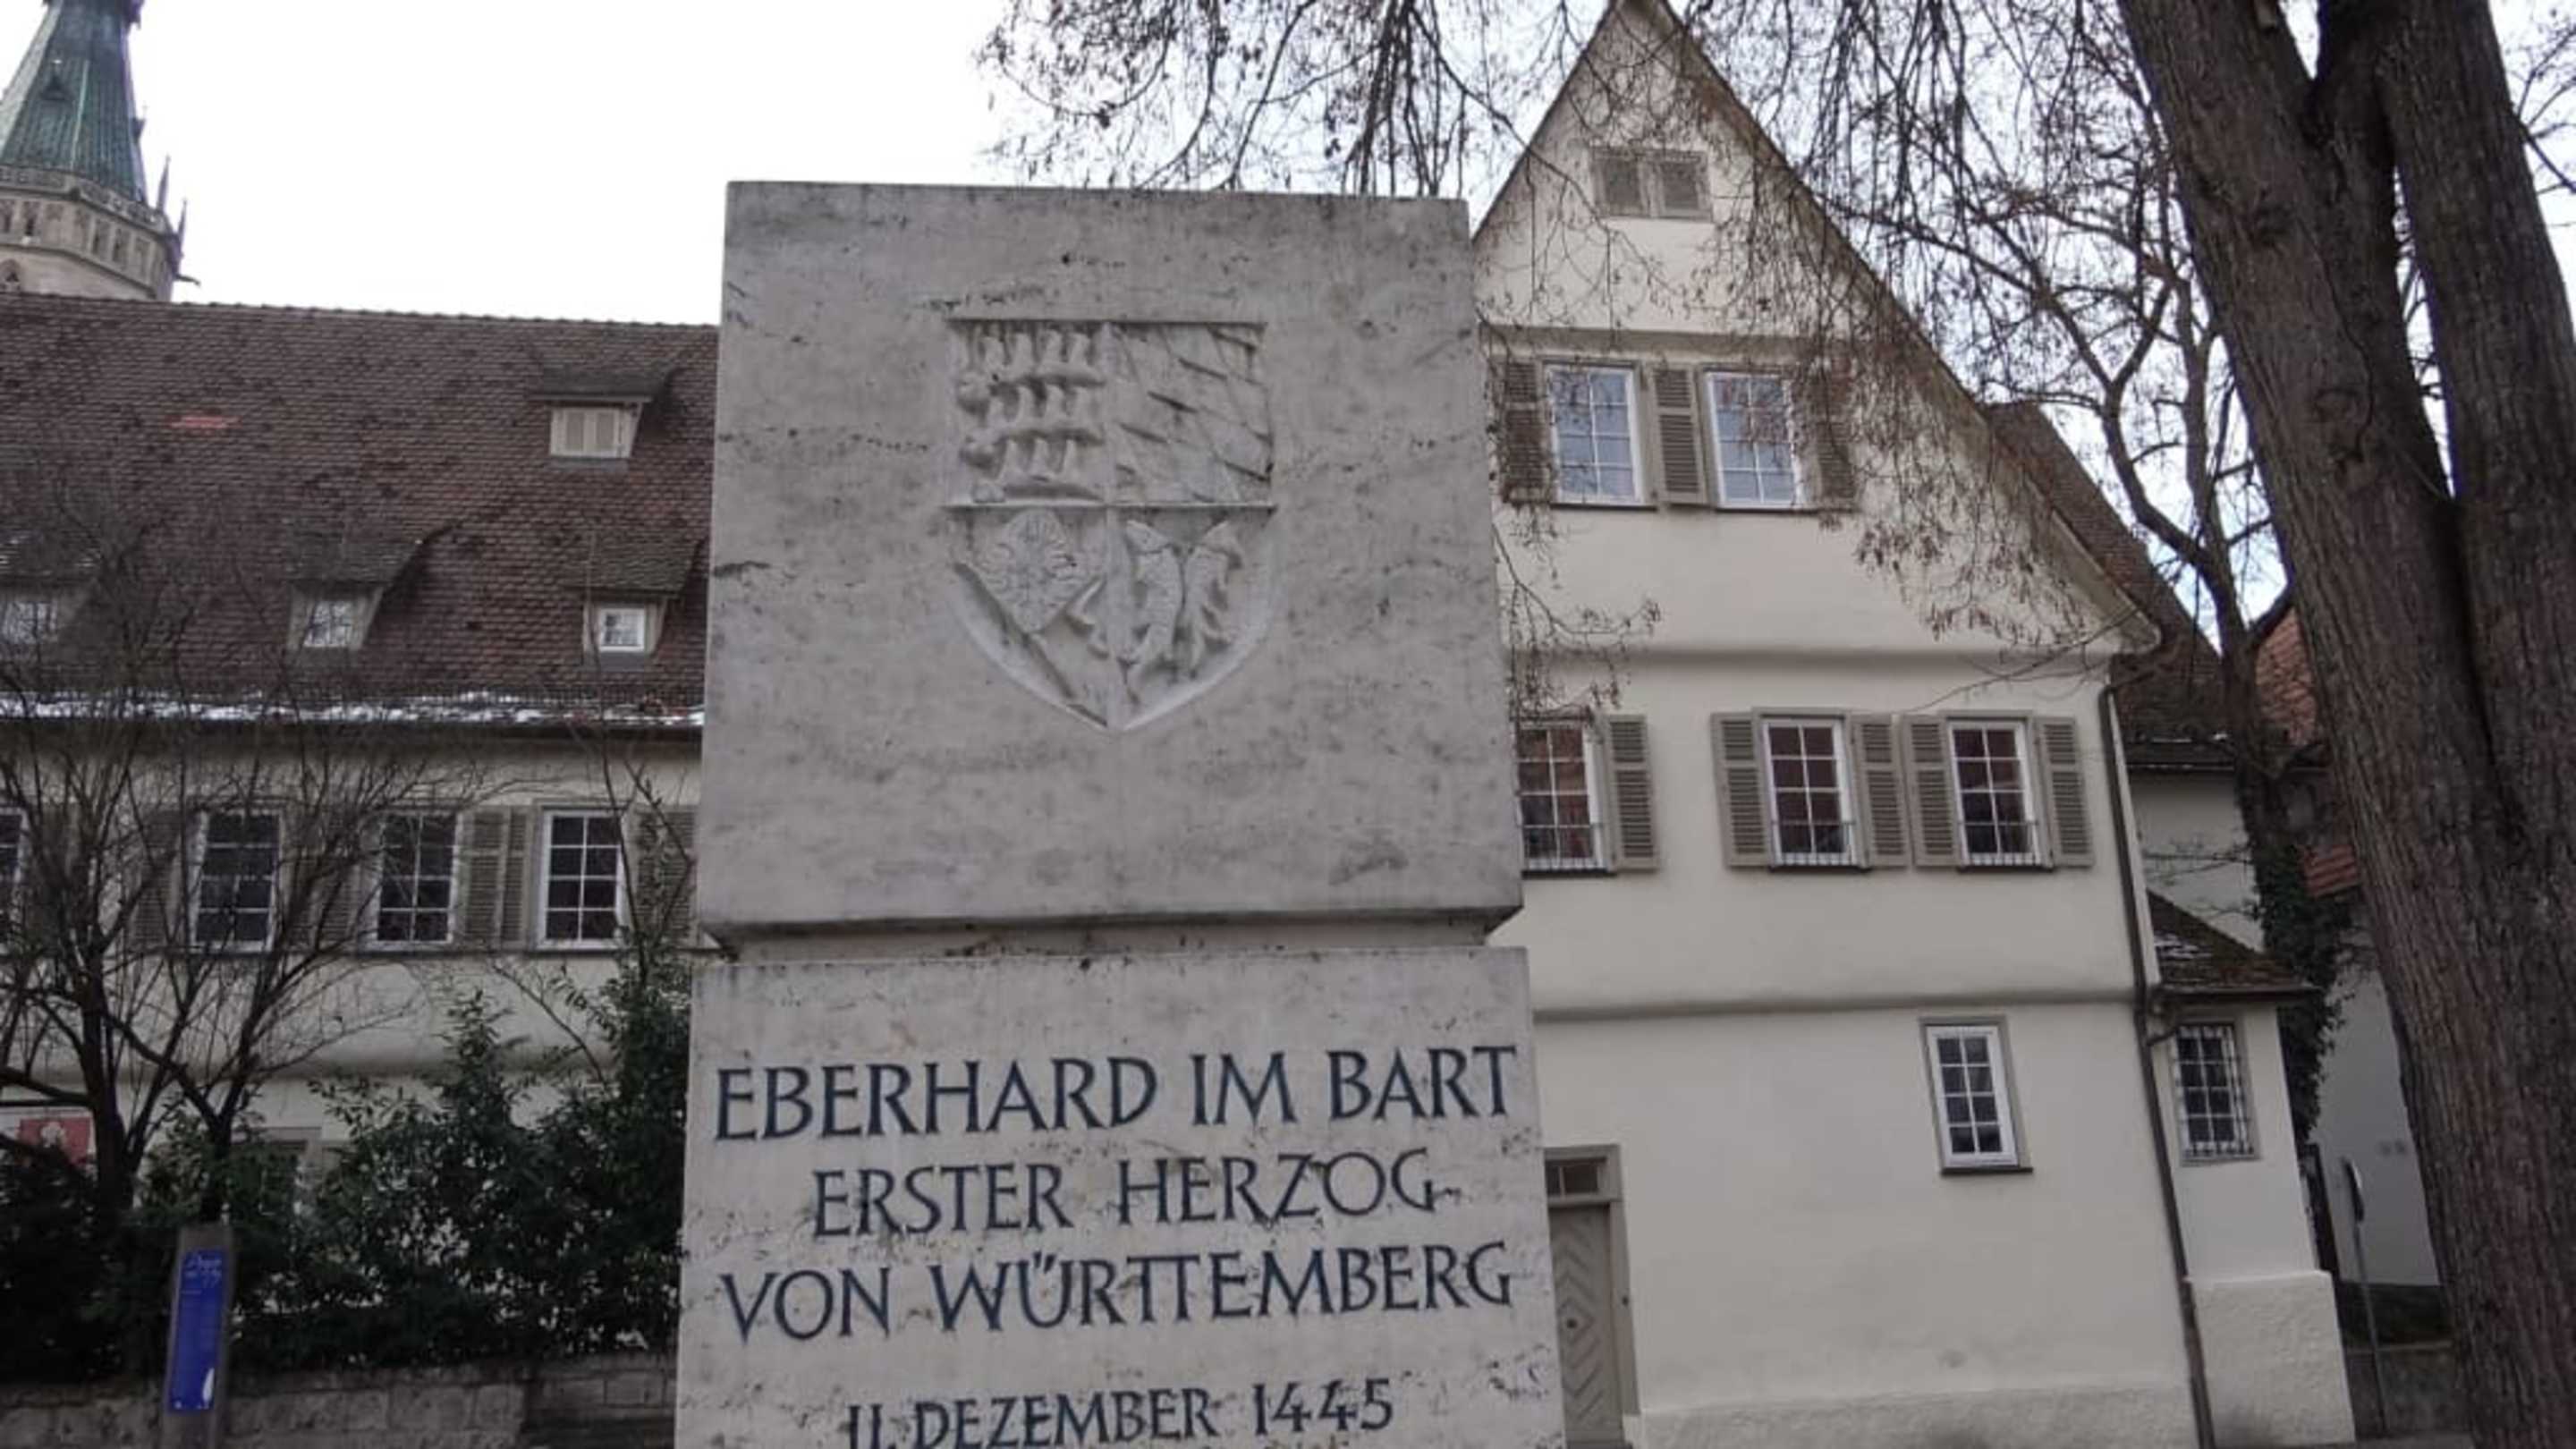 EBERHARD IM BART
ERSTER HERZOG
VON WÜRTTEMBERG
11. DEZEMBER 1445